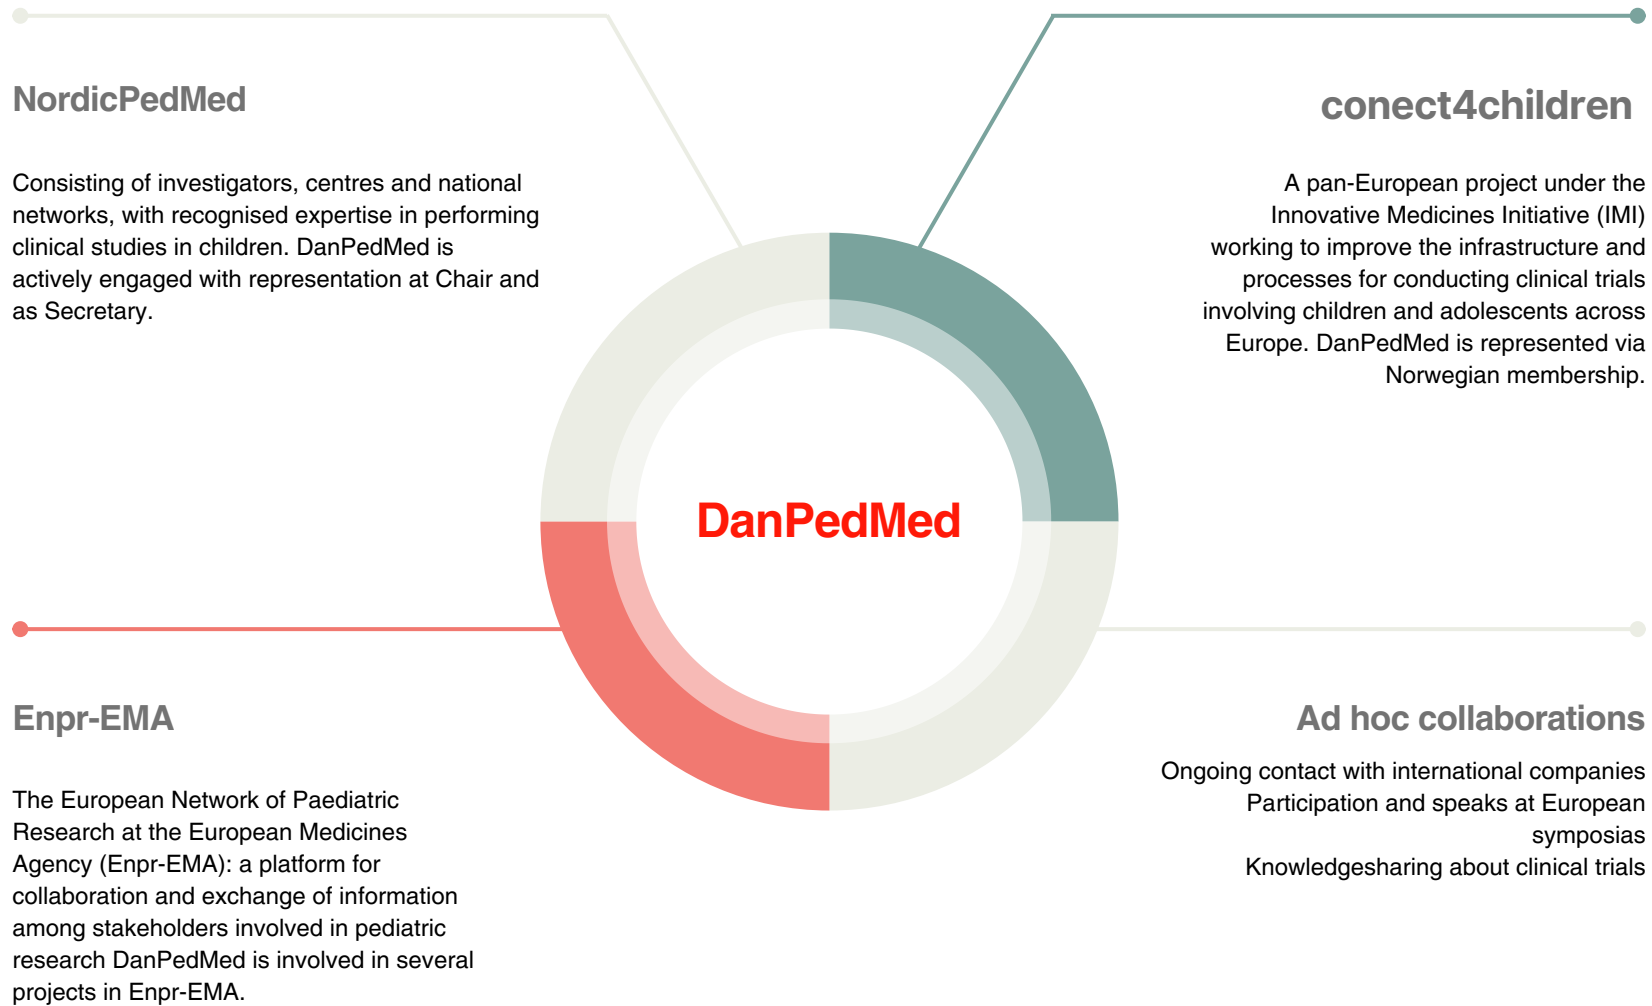 NordicPedMed
Consisting of investigators, centres and national
networks, with recognised expertise in performing
clinical studies in children. DanPedMed is
actively engaged with representation at Chair and
as Secretary.
conect4children
A pan-European project under the
Innovative Medicines Initiative (IMI)
working to improve the infrastructure and
processes for conducting clinical trials
involving children and adolescents across
Europe. DanPedMed is represented via
Norwegian membership.
DanPedMed
Enpr-EMA
The European Network of Paediatric
Research at the European Medicines
Agency (Enpr-EMA): a platform for
collaboration and exchange of information
among stakeholders involved in pediatric
research DanPedMed is involved in several
projects in Enpr-EMA.
Ad hoc collaborations
Ongoing contact with international companies
Participation and speaks at European
symposias
Knowledgesharing about clinical trials